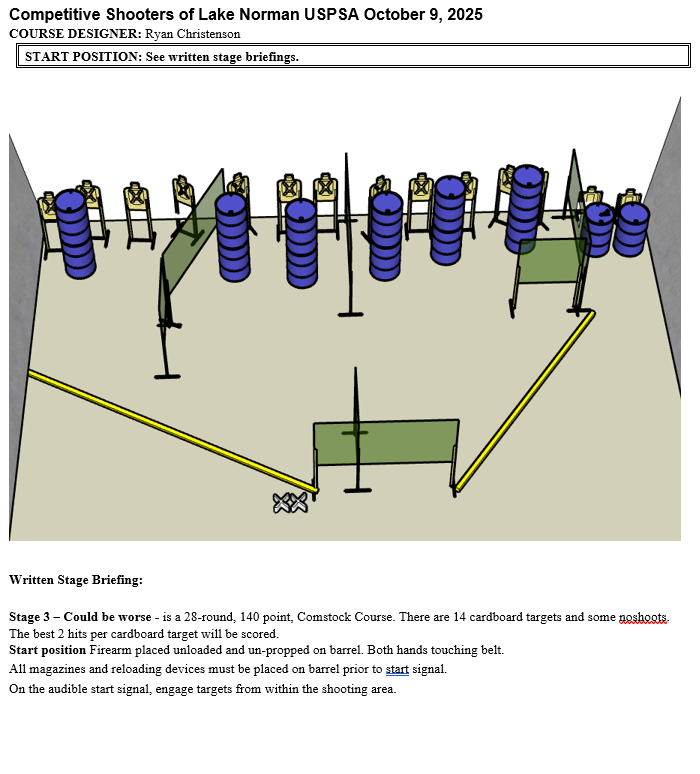 Competitive Shooters of Lake Norman USPSA October 9, 2025
COURSE DESIGNER: Ryan Christenson
START POSITION: See written stage briefings.
Written Stage Briefing:
Stage 3 – Could be worse - is a 28-round, 140 point, Comstock Course. There are 14 cardboard targets and some noshoots.
The best 2 hits per cardboard target will be scored.
Start position Firearm placed unloaded and un-propped on barrel. Both hands touching belt.
All magazines and reloading devices must be placed on barrel prior to start signal.
On the audible start signal, engage targets from within the shooting area.